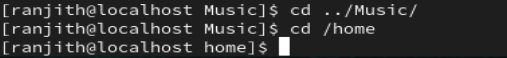 [ranjith@localhost Music]$ cd ../Music/
[ranjith@localhost Music]$ cd /home
[ranjith@localhost home]$